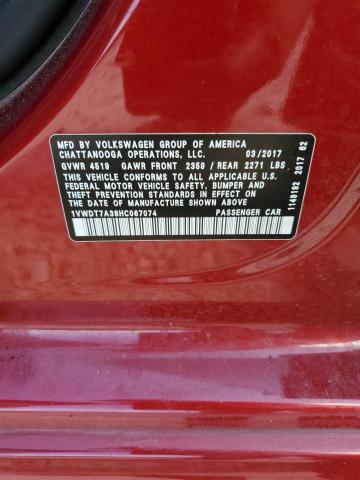 MFD BY VOLKSWAGEN GROUP OF AMERICA
CHATTANOOGA OPERATIONS, LLC. 03/2017
GVWR 4519 GAWR FRONT 2359 / REAR 2271 LBS
THIS VEHICLE CONFORMS TO ALL APPLICABLE U.S.
FEDERAL MOTOR VEHICLE SAFETY, BUMPER AND
THEFT PREVENTION STANDARDS IN EFFECT ON
THE DATE OF MANUFACTURE SHOWN ABOVE
1VWDT7A38HC067074 PASSENGER CAR
1149192 2017 62